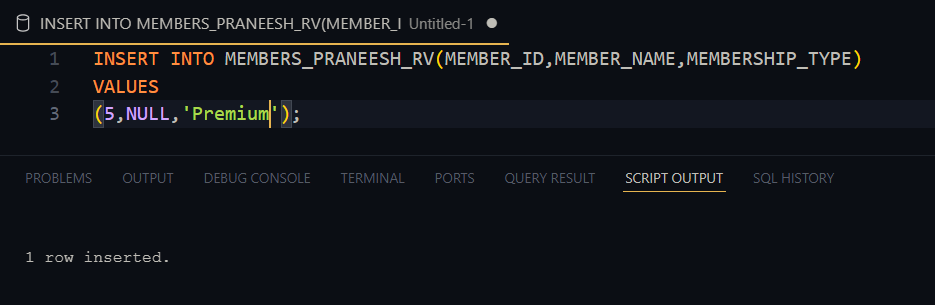 INSERT INTO MEMBERS_PRANEESH_RV(MEMBER_I Untitled-1
1 INSERT INTO MEMBERS_PRANEESH_RV(MEMBER_ID,MEMBER_NAME,MEMBERSHIP_TYPE)
2 VALUES
3 (5,NULL,'Premium');
PROBLEMS OUTPUT DEBUG CONSOLE TERMINAL PORTS QUERY RESULT SCRIPT OUTPUT SQL HISTORY
1 row inserted.